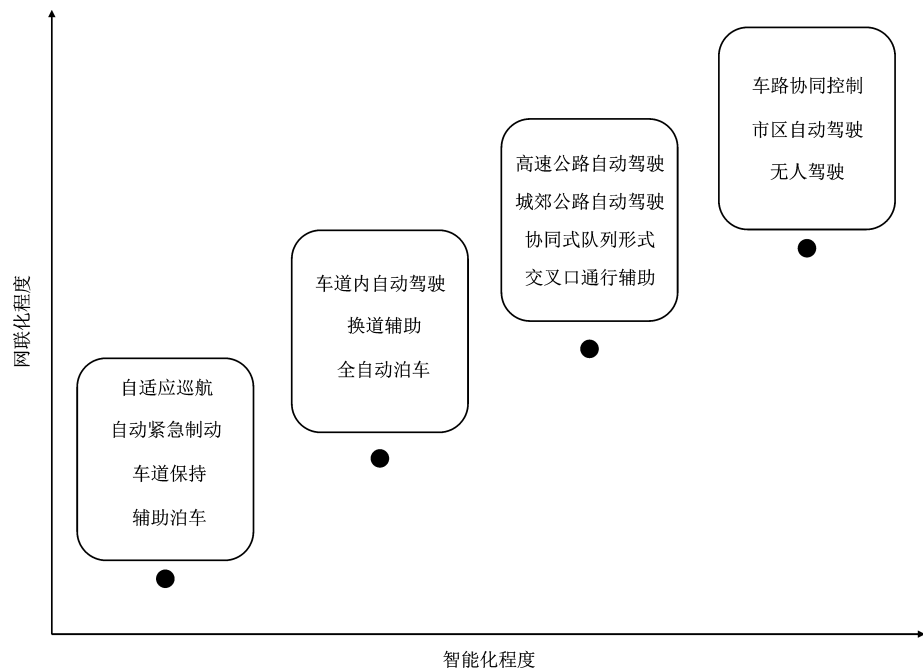 网联化程度
自适应巡航
自动紧急制动
车道保持
辅助泊车
车道内自动驾驶
换道辅助
全自动泊车
高速公路自动驾驶
城郊公路自动驾驶
协同式队列形式
交叉口通行辅助
车路协同控制
市区自动驾驶
无人驾驶
智能化程度